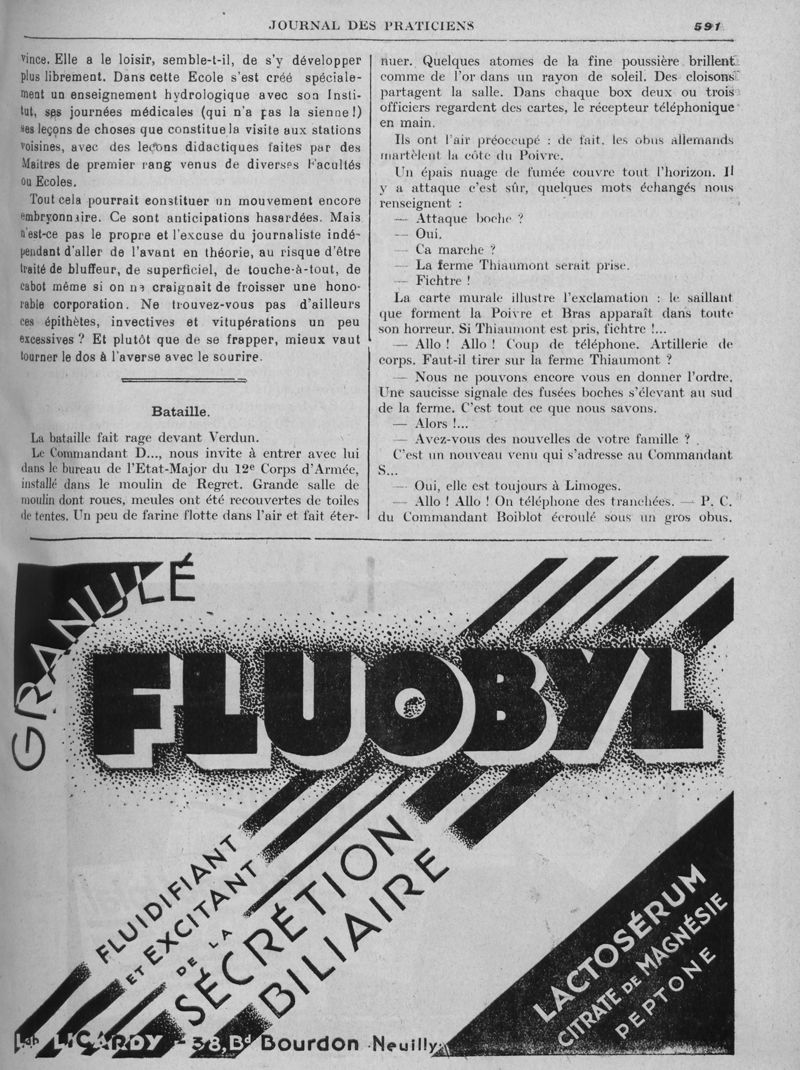 JOURNAL DES PRATICIENS
591
vince. Elle a le loisir, semble-t-il, de s'y développer
plus librement. Dans cette Ecole s'est créé spéciale-
ment un enseignement hydrologique avec son Insti-
tut, ses journées médicales (qui n'a pas la sienne !)
ses leçons de choses que constitue la visite aux stations
voisines, avec des leçons didactiques faites par des
Maîtres de premier rang venus de diverses Facultés
ou Ecoles.
Tout cela pourrait constituer un mouvement encore
embryonnaire. Ce sont anticipations hasardées. Mais
n'est-ce pas le propre et l'excuse du journaliste indé-
pendant d'aller de l'avant en théorie, au risque d'être
traité de bluffeur, de superficiel, de touche-à-tout, de
cabot même si on ne craignait de froisser une hono-
rable corporation. Ne trouvez-vous pas d'ailleurs
ces épithètes, invectives et vitupérations un peu
excessives ? Et plutôt que de se frapper, mieux vaut
tourner le dos à l'averse avec le sourire.
Bataille.
La bataille fait rage devant Verdun.
Le Commandant D..., nous invite à entrer avec lui
dans le bureau de l'Etat-Major du 12e Corps d'Armée,
installé dans le moulin de Regret. Grande salle de
moulin dont roues, meules ont été recouvertes de toiles
de tentes. Un peu de farine flotte dans l'air et fait éter-
nuer. Quelques atomes de la fine poussière brillent
comme de l'or dans un rayon de soleil. Des cloisons
partagent la salle. Dans chaque box deux ou trois
officiers regardent des cartes, le récepteur téléphonique
en main.
Ils ont l'air préoccupé : de fait, les obus allemands
martèlent la côte du Poivre.
Un épais nuage de fumée couvre tout l'horizon. Il
y a attaque c'est sûr, quelques mots échangés nous
renseignent :
— Attaque boche ?
— Oui.
— Ca marche ?
— La ferme Thiaumont serait prise.
— Fichtre !
La carte murale illustre l'exclamation : le saillant
que forment la Poivre et Bras apparaît dans toute
son horreur. Si Thiaumont est pris, fichtre !...
— Allo ! Allo ! Coup de téléphone. Artillerie de
corps. Faut-il tirer sur la ferme Thiaumont ?
— Nous ne pouvons encore vous en donner l'ordre.
Une saucisse signale des fusées boches s'élevant au sud
de la ferme. C'est tout ce que nous savons.
— Alors !...
— Avez-vous des nouvelles de votre famille ?
C'est un nouveau venu qui s'adresse au Commandant
S...
— Oui, elle est toujours à Limoges.
— Allo ! Allo ! On téléphone des tranchées. — P. C.
du Commandant Boiblot écroulé sous un gros obus.
GRANULÉ
FLUOBYL
FLUIDIFIANT
ET EXCITANT
DE LA
SÉCRÉTION
BILIAIRE
LACTOSÉRUM
CITRATE DE MAGNÉSIE
PEPTONE
Lab. LICARDY - 38, Bd Bourdon - Neuilly